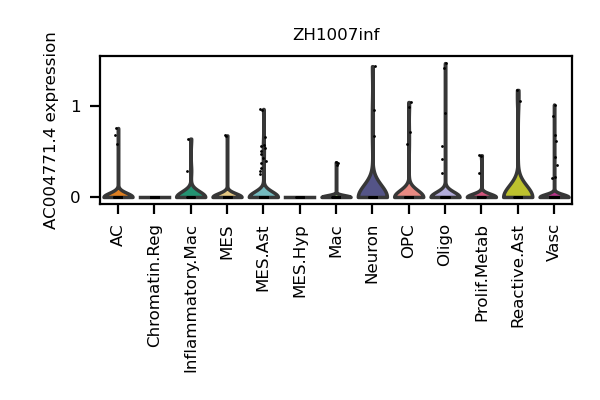 ZH1007inf
AC004771.4 expression
1
0
AC
Chromatin.Reg
Inflammatory.Mac
MES
MES.Ast
MES.Hyp
Mac
Neuron
OPC
Oligo
Prolif.Metab
Reactive.Ast
Vasc